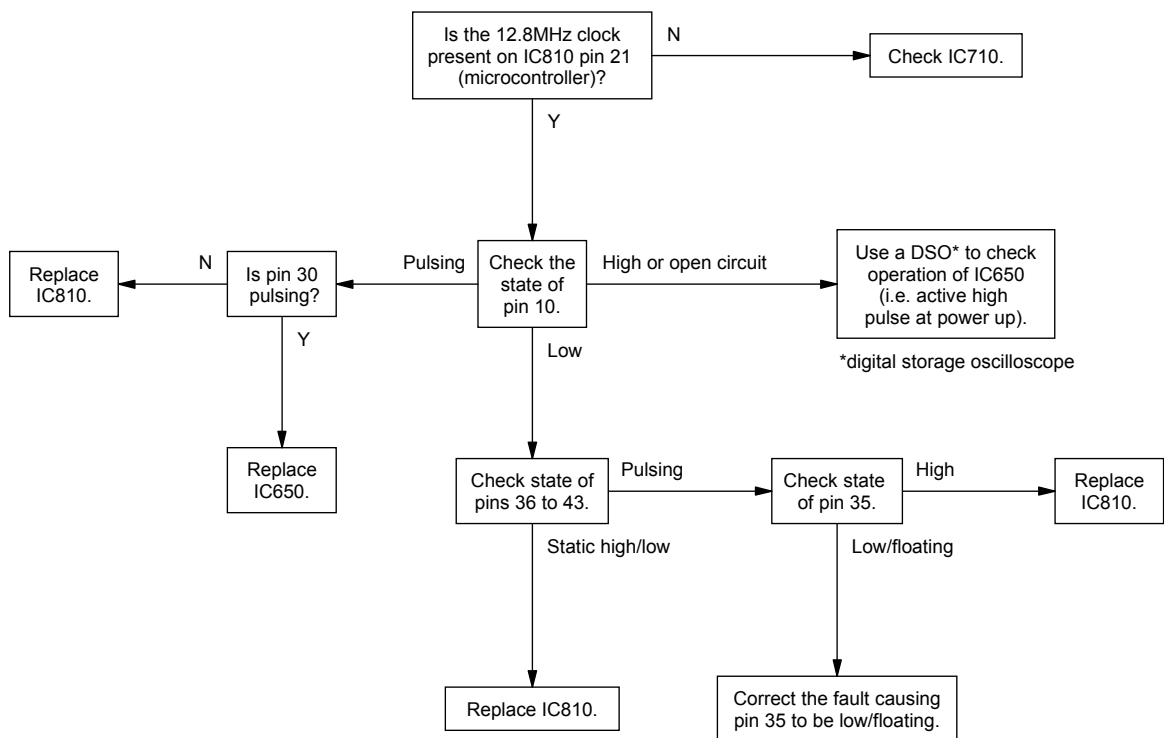 Is the 12.8MHz clock
present on IC810 pin 21
(microcontroller)?
N
Check IC710.
Y
Replace
IC810.
N
Is pin 30
pulsing?
Pulsing
Check the
state of
pin 10.
High or open circuit
Use a DSO* to check
operation of IC650
(i.e. active high
pulse at power up).
*digital storage oscilloscope
Y
Low
Replace
IC650.
Check state of
pins 36 to 43.
Pulsing
Check state
of pin 35.
High
Replace
IC810.
Static high/low
Low/floating
Replace IC810.
Correct the fault causing
pin 35 to be low/floating.